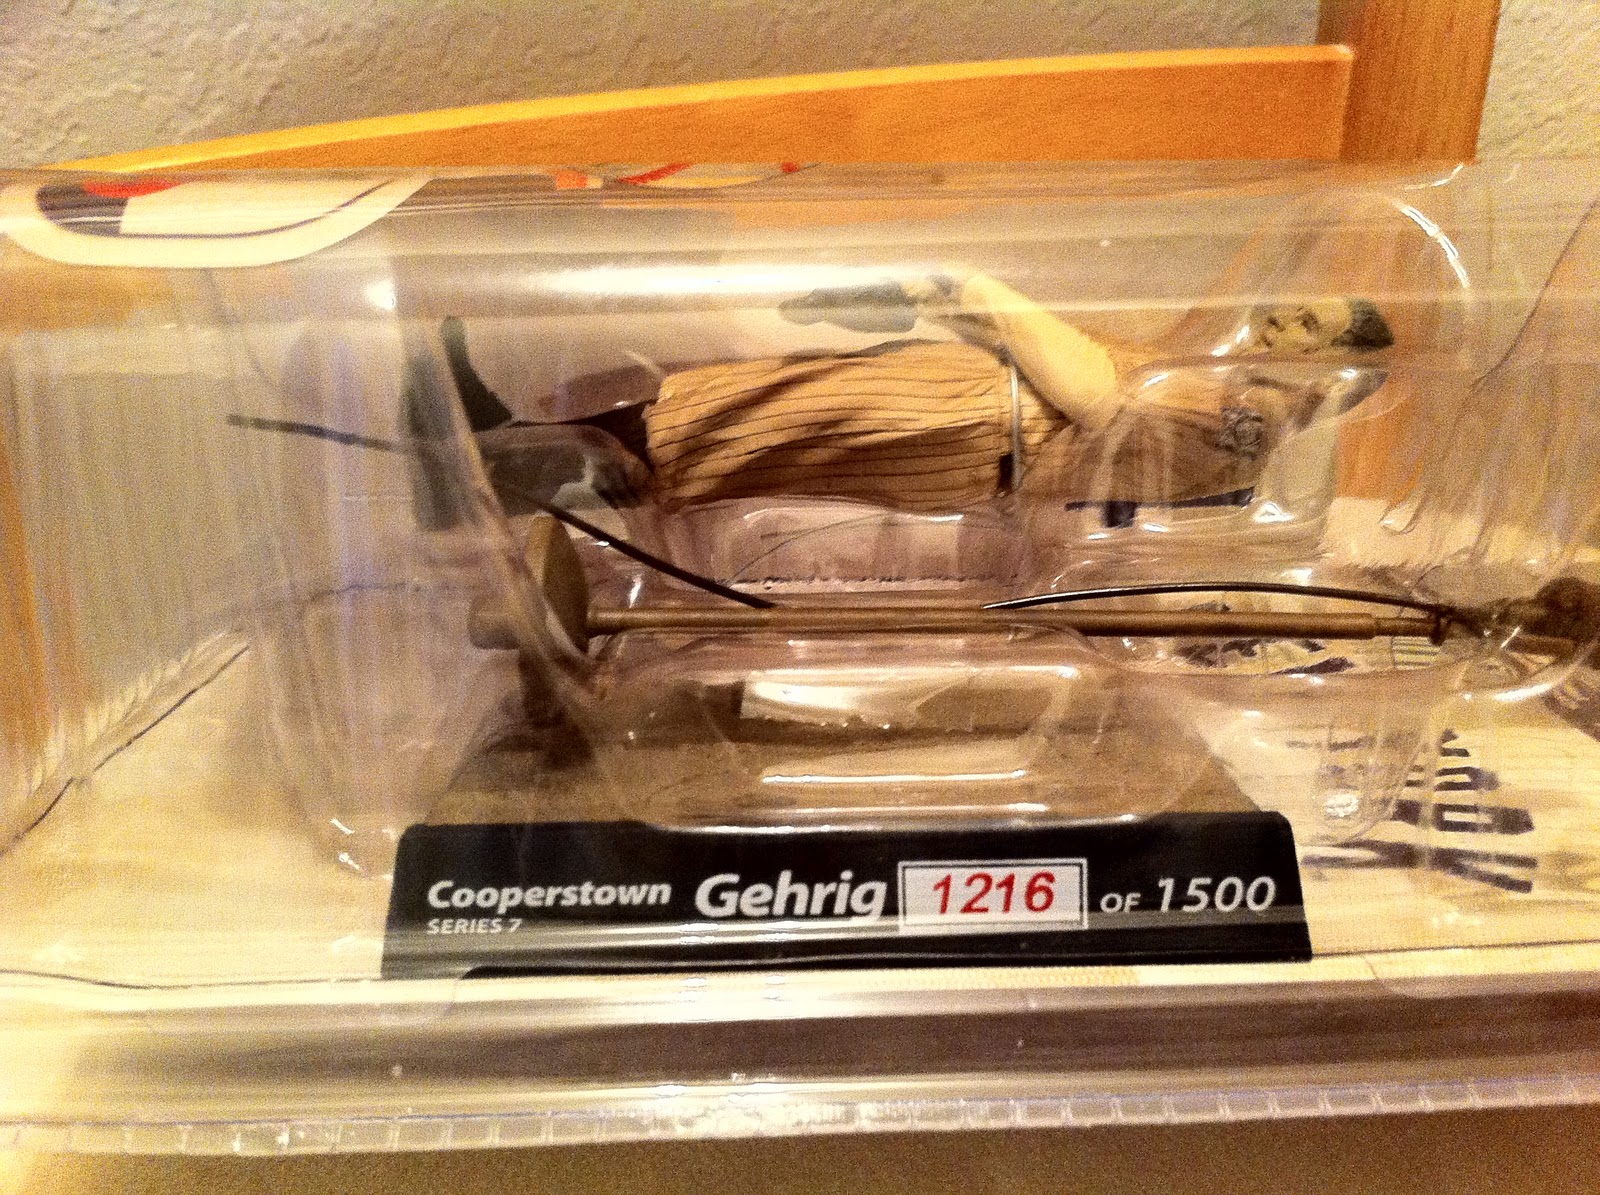 Cooperstown Gehrig 1216 OF 1500
SERIES 7